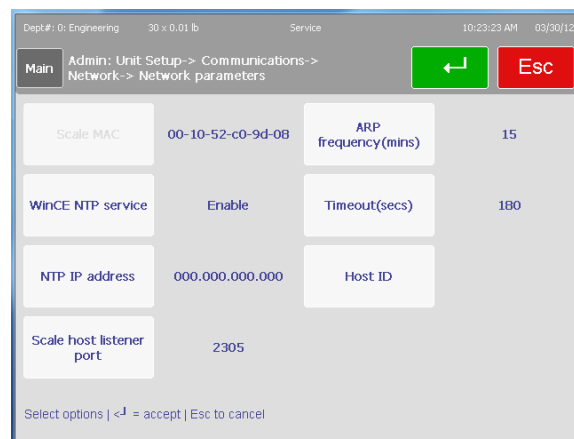 Dept#: 0: Engineering 30 x 0.01 lb Service 10:23:23 AM 03/30/12
Main
Admin: Unit Setup-> Communications->
Network-> Network parameters
Esc
Scale MAC 00-10-52-c0-9d-08
ARP
frequency(mins)
15
WinCE NTP service Enable Timeout(secs) 180
NTP IP address 000.000.000.000 Host ID
Scale host listener
port
2305
Select options | <┘ = accept | Esc to cancel